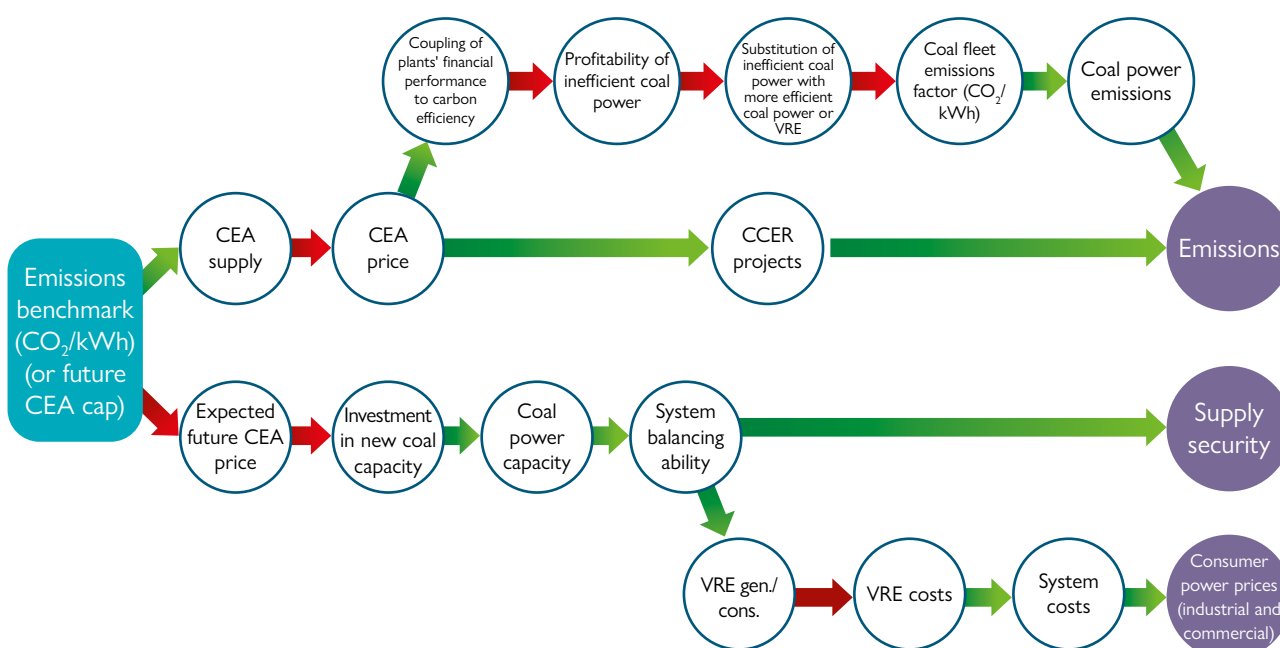 Coupling of
plants' financial
performance
to carbon
efficiency
Profitability of
inefficient coal
power
Substitution of
inefficient coal
power with
more efficient
coal power or
VRE
Coal fleet
emissions
factor (CO₂/
kWh)
Coal power
emissions
CEA
supply
CEA
price
CCER
projects
Emissions
Emissions
benchmark
(CO₂/kWh)
(or future
CEA cap)
Expected
future CEA
price
Investment
in new coal
capacity
Coal
power
capacity
System
balancing
ability
Supply
security
VRE gen./
cons.
VRE costs
System
costs
Consumer
power prices
(industrial and
commercial)